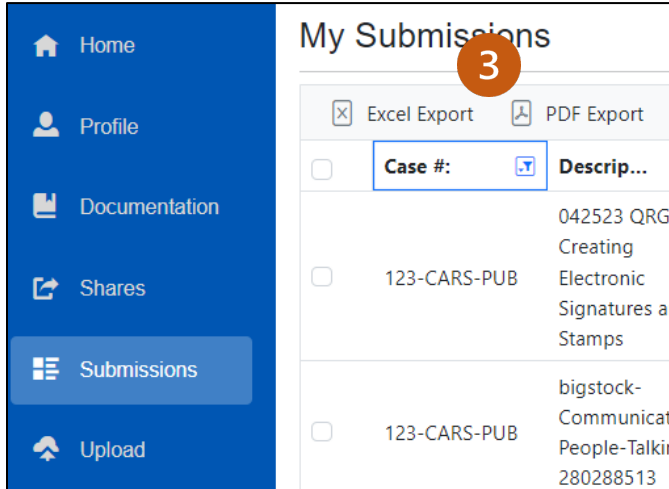 Home
Profile
Documentation
Shares
Submissions
Upload
My Submissions
3
Excel Export PDF Export
Case #: Descrip...
123-CARS-PUB
042523 QRG
Creating
Electronic
Signatures a
Stamps
123-CARS-PUB
bigstock-
Communicat
People-Talkin
280288513